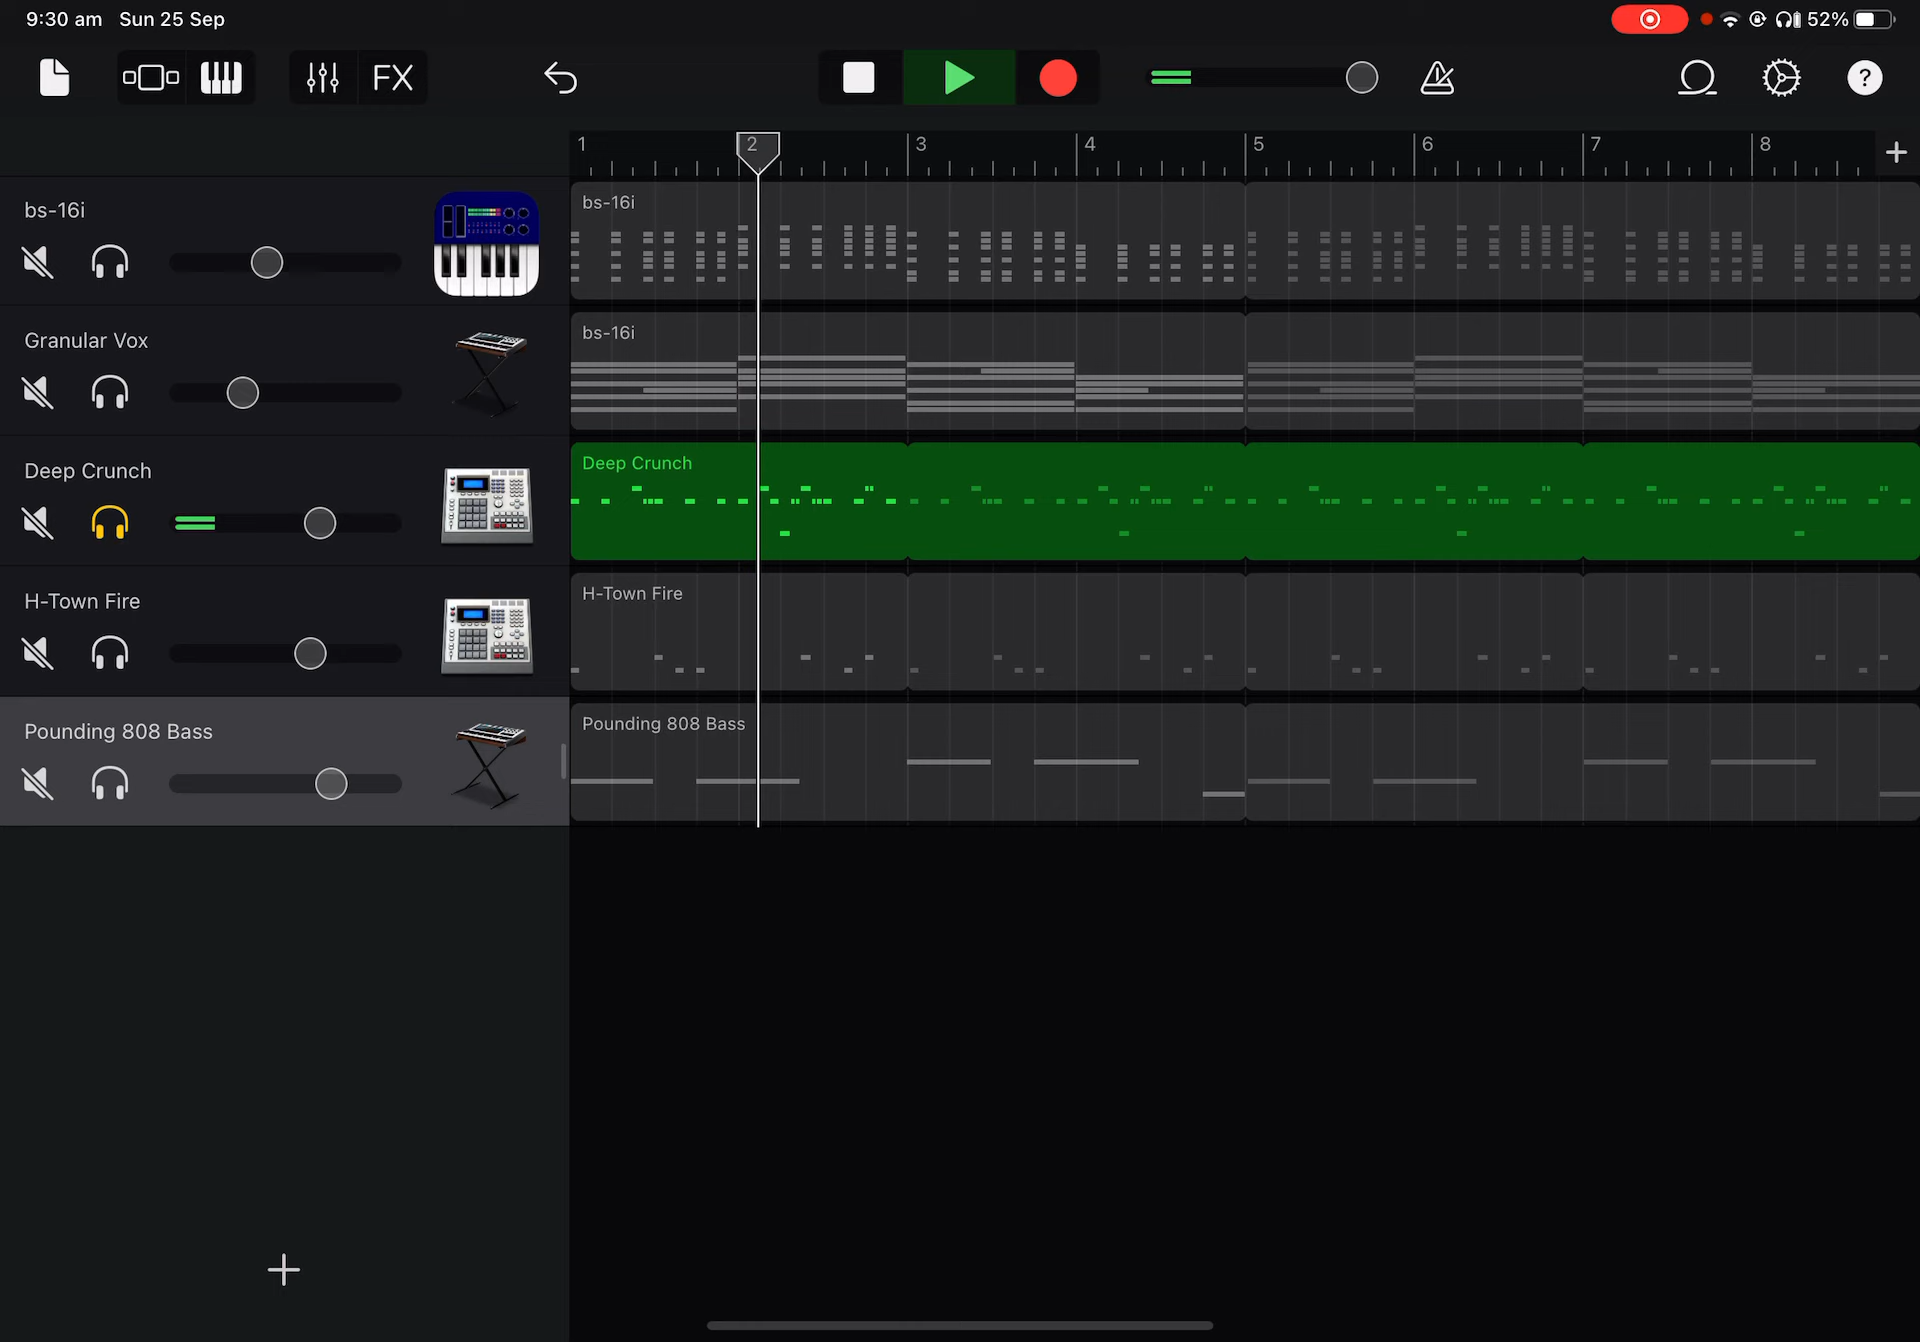 9:30 am Sun 25 Sep
52%
FX
?
1 2 3 4 5 6 7 8
bs-16i
bs-16i
Granular Vox
bs-16i
Deep Crunch
Deep Crunch
H-Town Fire
H-Town Fire
Pounding 808 Bass
Pounding 808 Bass